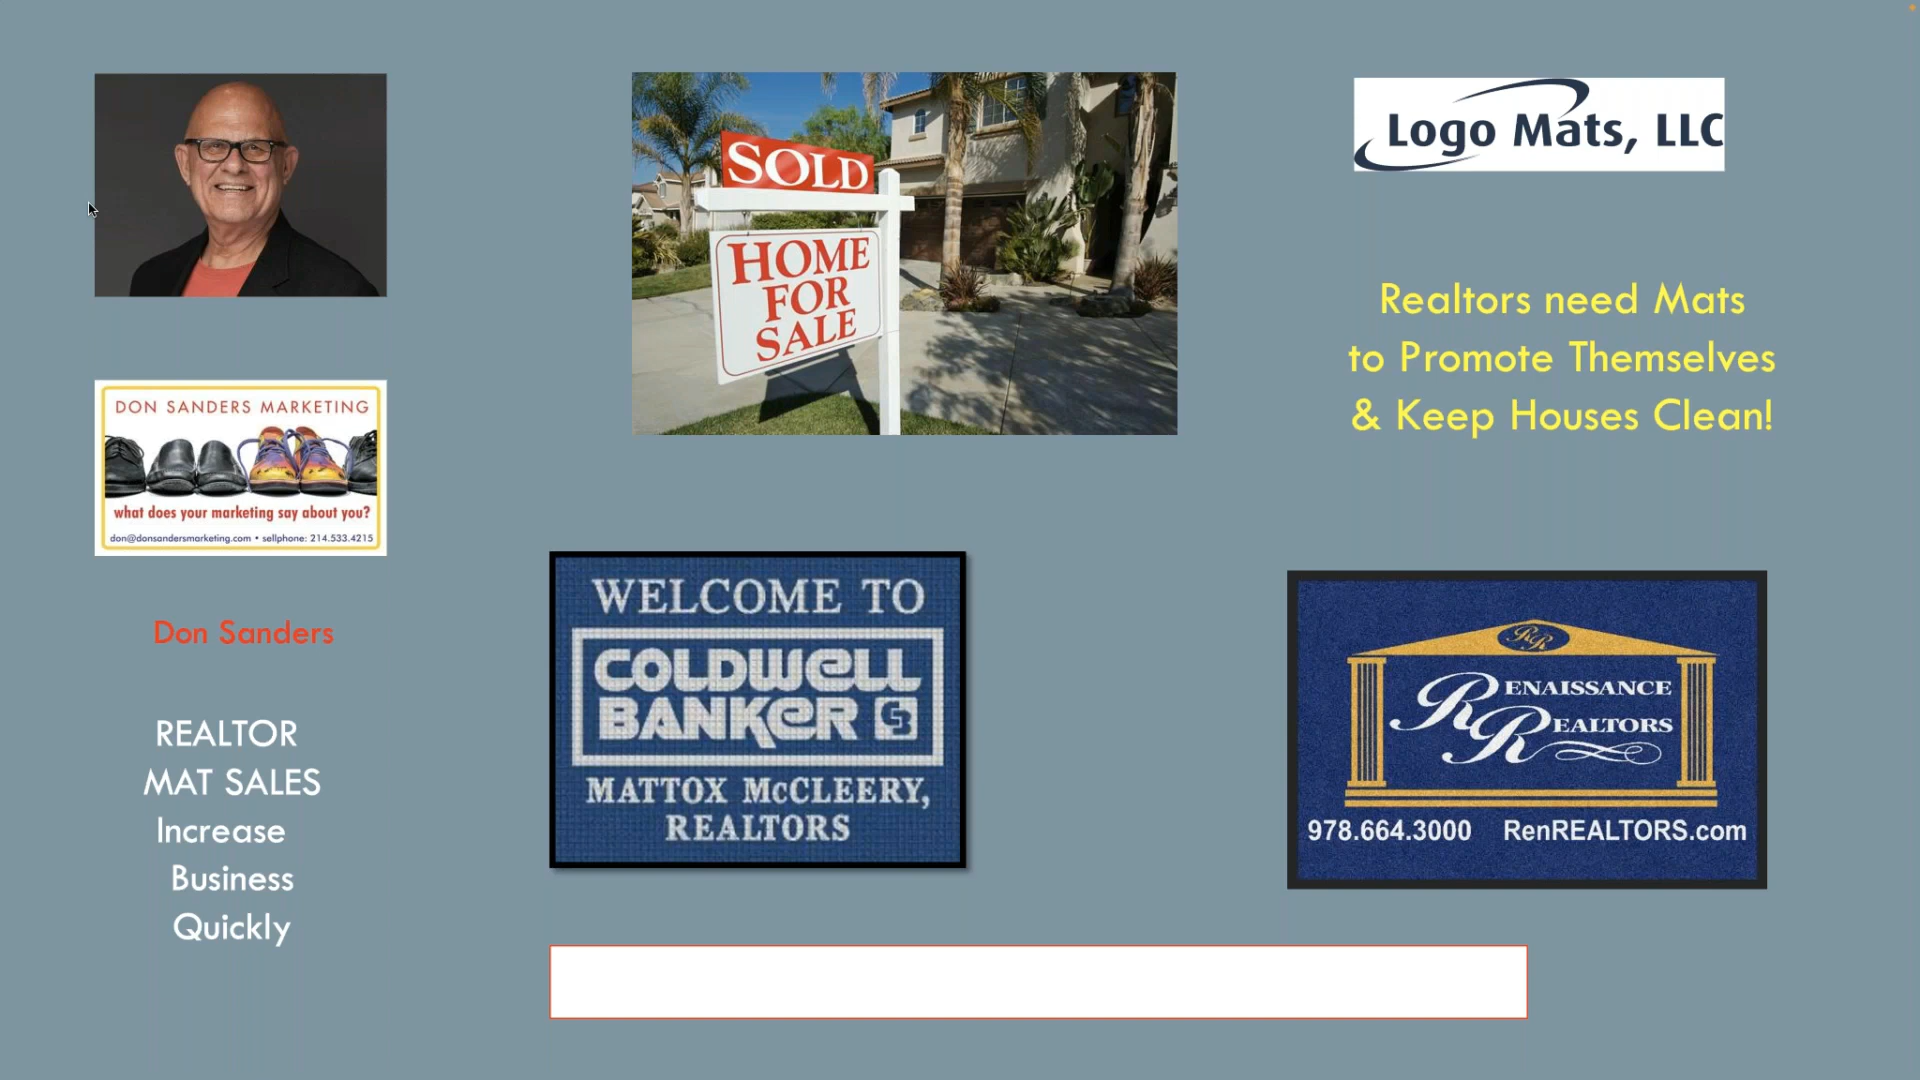 DON SANDERS MARKETING
what does your marketing say about you?
don@donsandersmarketing.com • sellphone: 214.533.4215
Don Sanders
REALTOR
MAT SALES
Increase
Business
Quickly
SOLD
HOME
FOR
SALE
Logo Mats, LLC
Realtors need Mats
to Promote Themselves
& Keep Houses Clean!
WELCOME TO
COLDWELL
BANKER CB
MATTOX McCLEERY,
REALTORS
RR
RENAISSANCE
REALTORS
978.664.3000 RenREALTORS.com